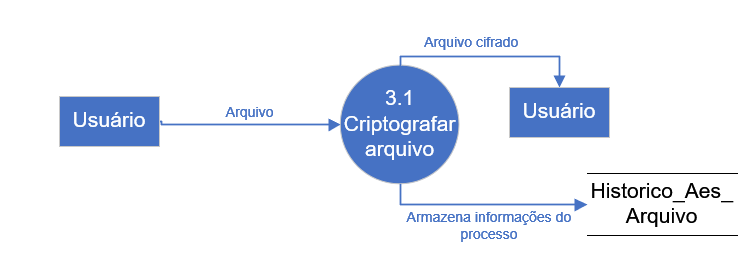 Arquivo cifrado
Usuário
Arquivo
3.1
Criptografar
arquivo
Usuário
Armazena informações do
processo
Historico_Aes_
Arquivo